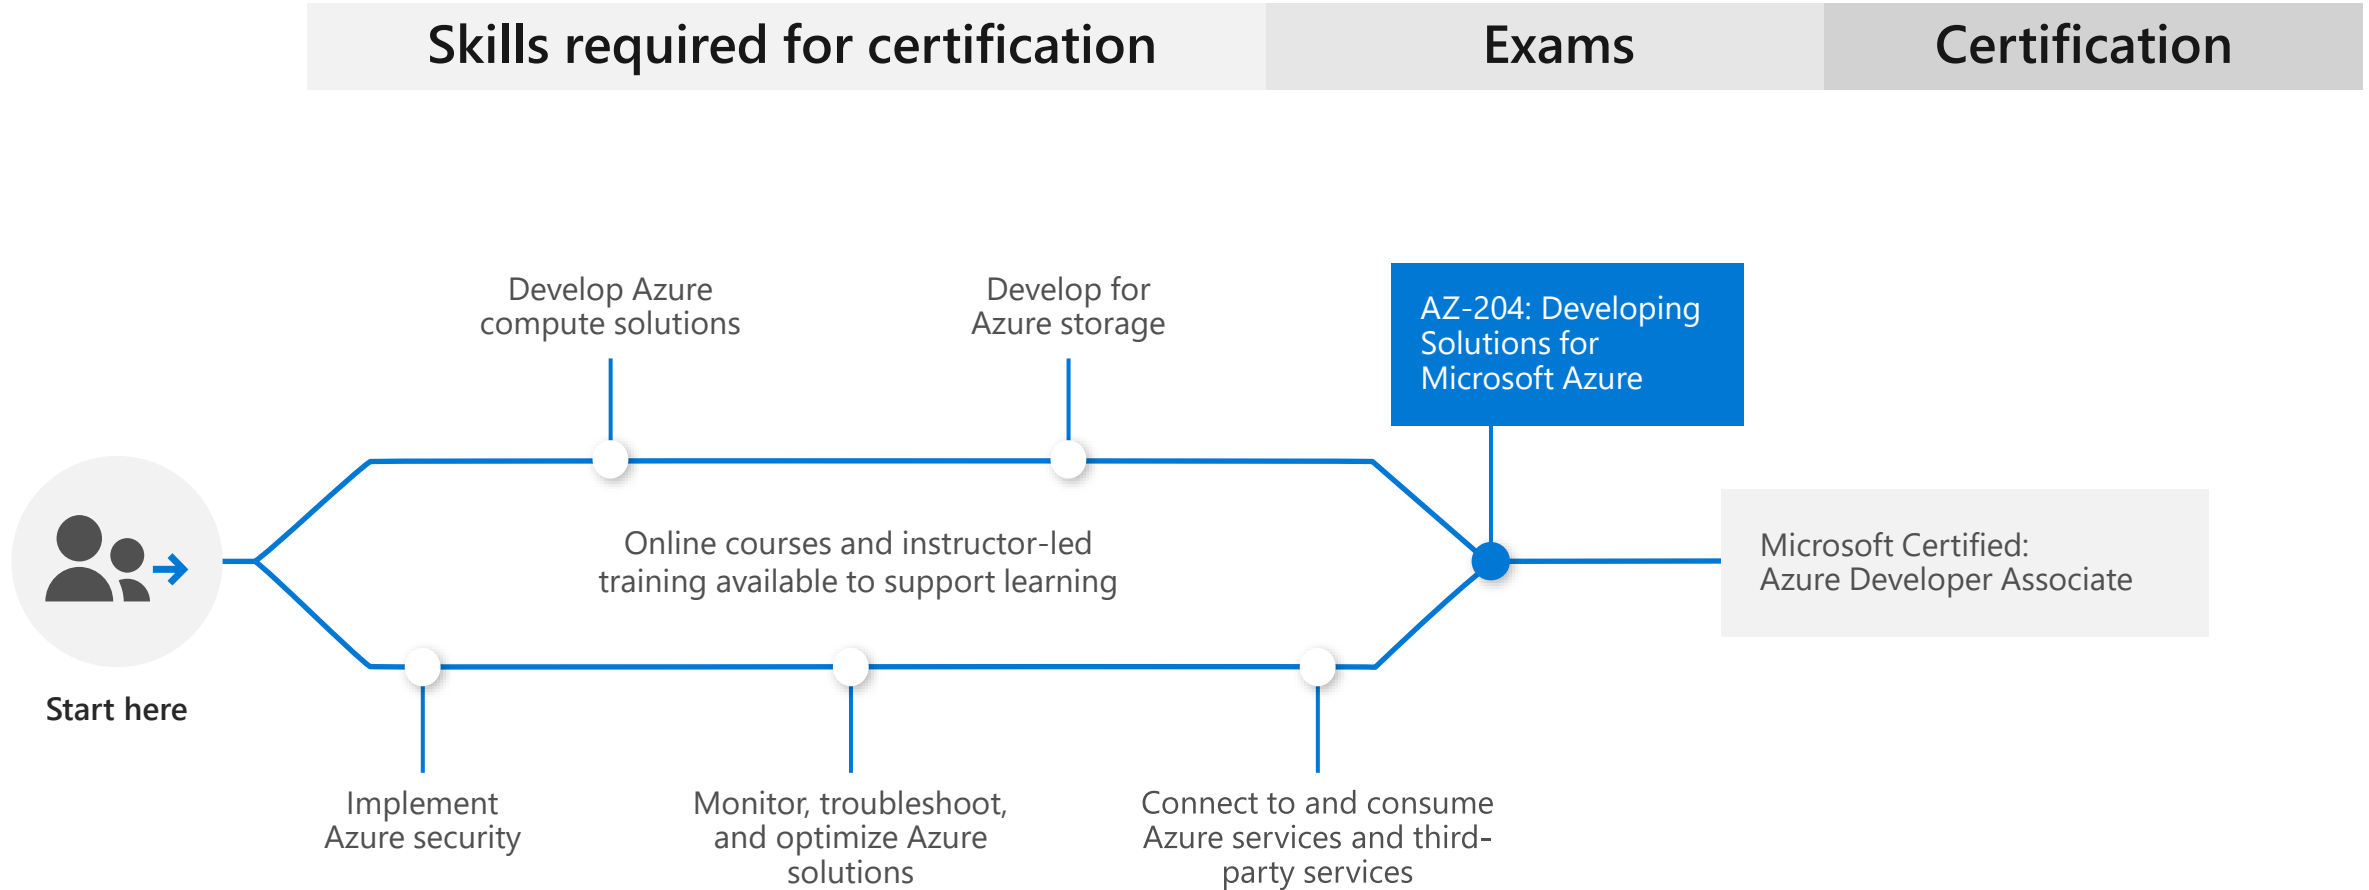 Skills required for certification
Exams
Certification
Develop Azure
compute solutions
Develop for
Azure storage
AZ-204: Developing
Solutions for
Microsoft Azure
Online courses and instructor-led
training available to support learning
Microsoft Certified:
Azure Developer Associate
Start here
Implement
Azure security
Monitor, troubleshoot,
and optimize Azure
solutions
Connect to and consume
Azure services and third-
party services